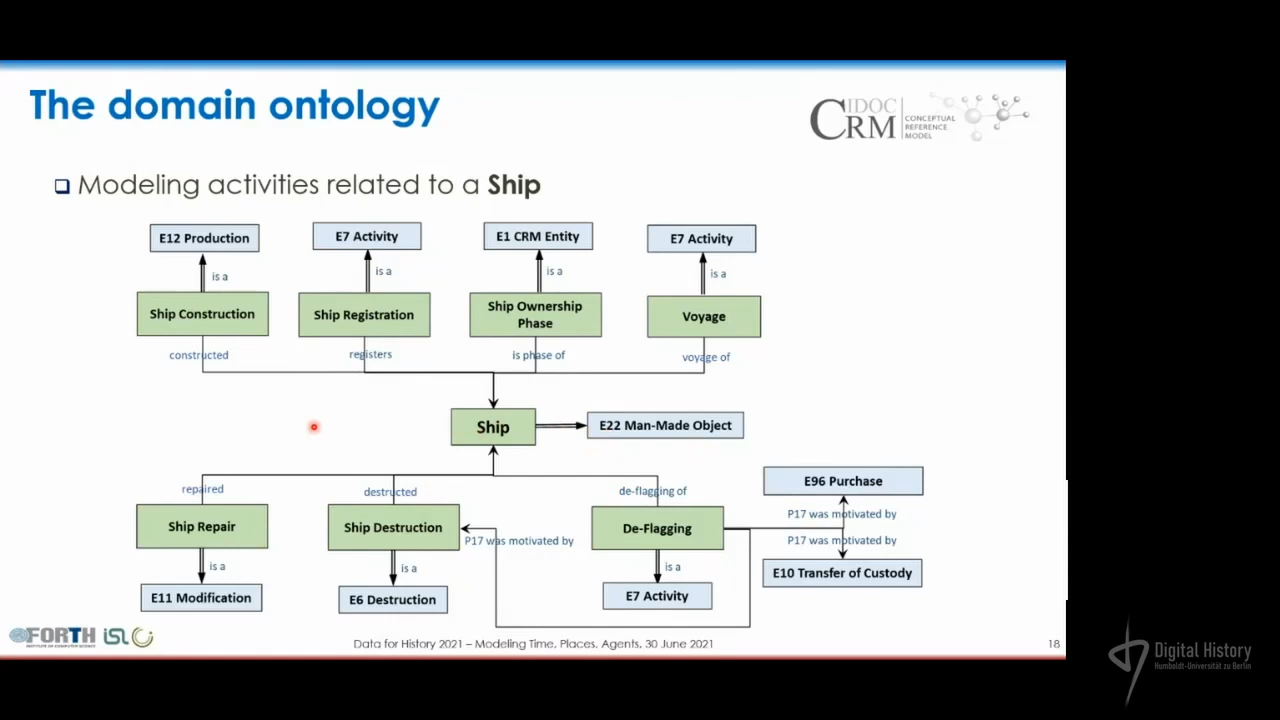 The domain ontology
CIDOC
CRM
CONCEPTUAL
REFERENCE
MODEL
Modeling activities related to a Ship
E12 Production
E7 Activity
E1 CRM Entity
E7 Activity
is a
is a
is a
is a
Ship Construction
Ship Registration
Ship Ownership
Phase
Voyage
constructed
registers
is phase of
voyage of
Ship
E22 Man-Made Object
repaired
destructed
de-flagging of
E96 Purchase
P17 was motivated by
Ship Repair
Ship Destruction
P17 was motivated by
De-Flagging
P17 was motivated by
is a
is a
is a
E10 Transfer of Custody
E11 Modification
E6 Destruction
E7 Activity
FORTH
INSTITUTE OF COMPUTER SCIENCE
isl
Data for History 2021 – Modeling Time, Places, Agents, 30 June 2021
18
Digital History
Humboldt-Universität zu Berlin